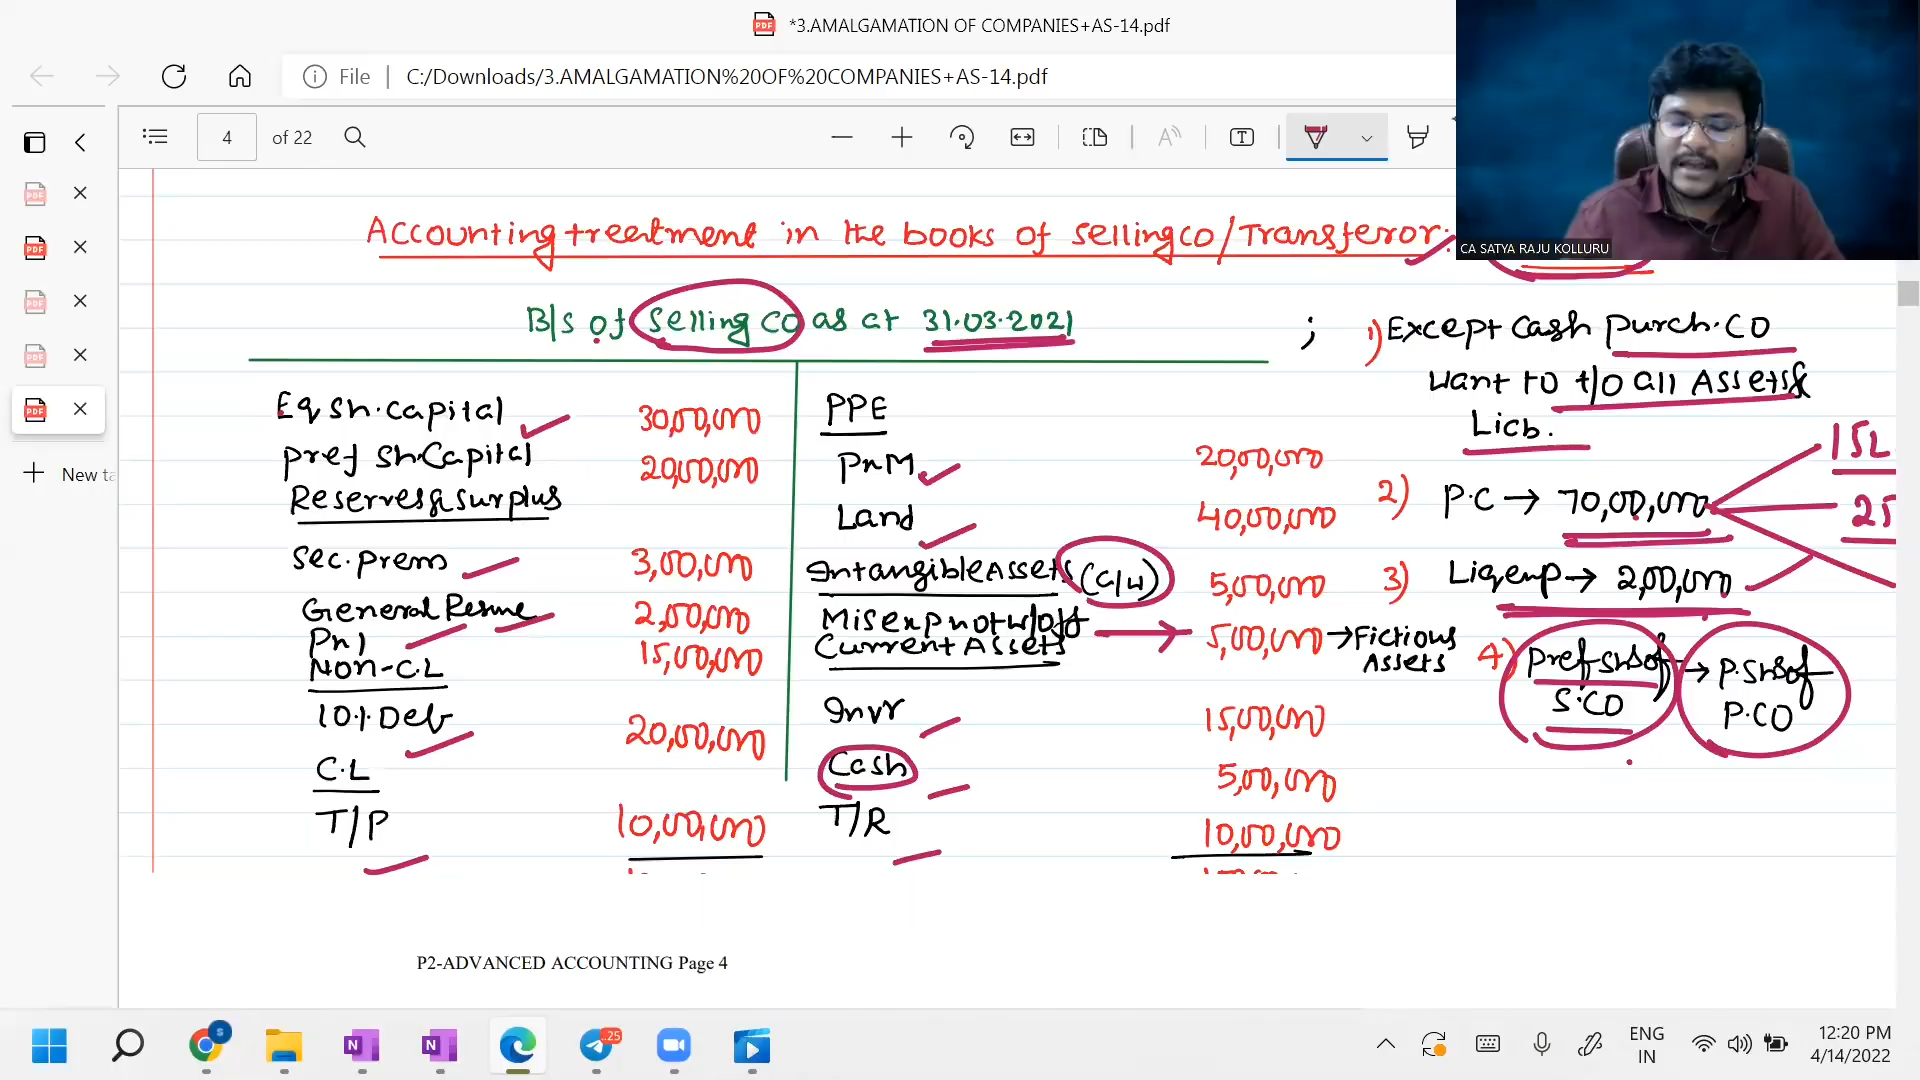 *3.AMALGAMATION OF COMPANIES+AS-14.pdf
File
C:/Downloads/3.AMALGAMATION%20OF%20COMPANIES+AS-14.pdf
4 of 22
New ta
CA SATYA RAJU KOLLURU
Accounting treatment in the books of selling co/Transferor:
B/s of selling co as at 31.03.2021
;
Eq sh. capital 30,00,000
pref sh. Capital 20,00,000
Reserves & surplus
Sec. prem 3,00,000
General Reserve 2,00,000
Pnl 15,00,000
Non-C.L
10% Deb 20,00,000
C.L
T/P 10,00,000
PPE
PnM 20,00,000
Land 40,00,000
Intangible Assets (G/w) 5,00,000
Mis exp not w/off 5,00,000 → Fictious Assets
Current Assets
Invr 15,00,000
Cash 5,00,000
T/R 10,00,000
1) Except cash purch. CO
want to t/o all Assets &
Liab.
2) P.C → 70,00,000
15L
25
3) Liq exp → 2,00,000
4) Pref shs of → P. shs of
S.CO P.CO
P2-ADVANCED ACCOUNTING Page 4
25
ENG
IN
12:20 PM
4/14/2022